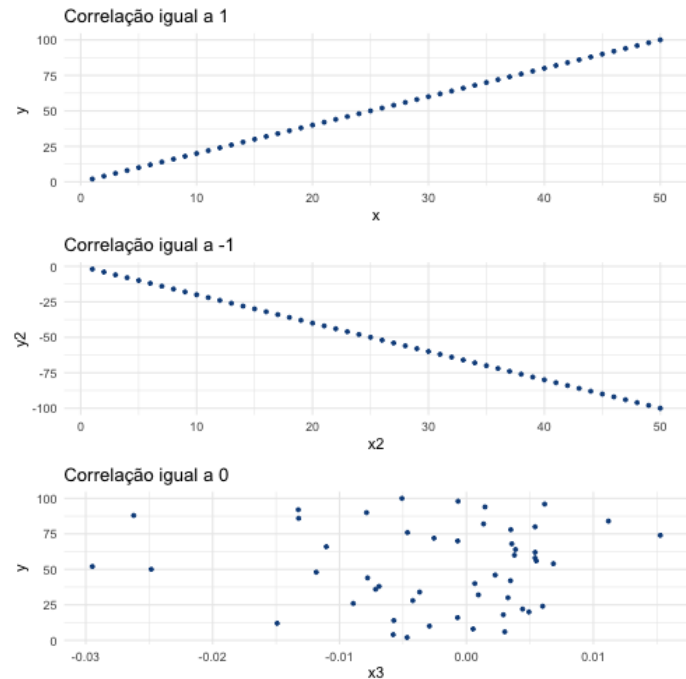 Correlação igual a 1
100
75
50
25
0
y
0 10 20 30 40 50
x
Correlação igual a -1
0
-25
-50
-75
-100
y2
0 10 20 30 40 50
x2
Correlação igual a 0
100
75
50
25
0
y
-0.03 -0.02 -0.01 0.00 0.01
x3